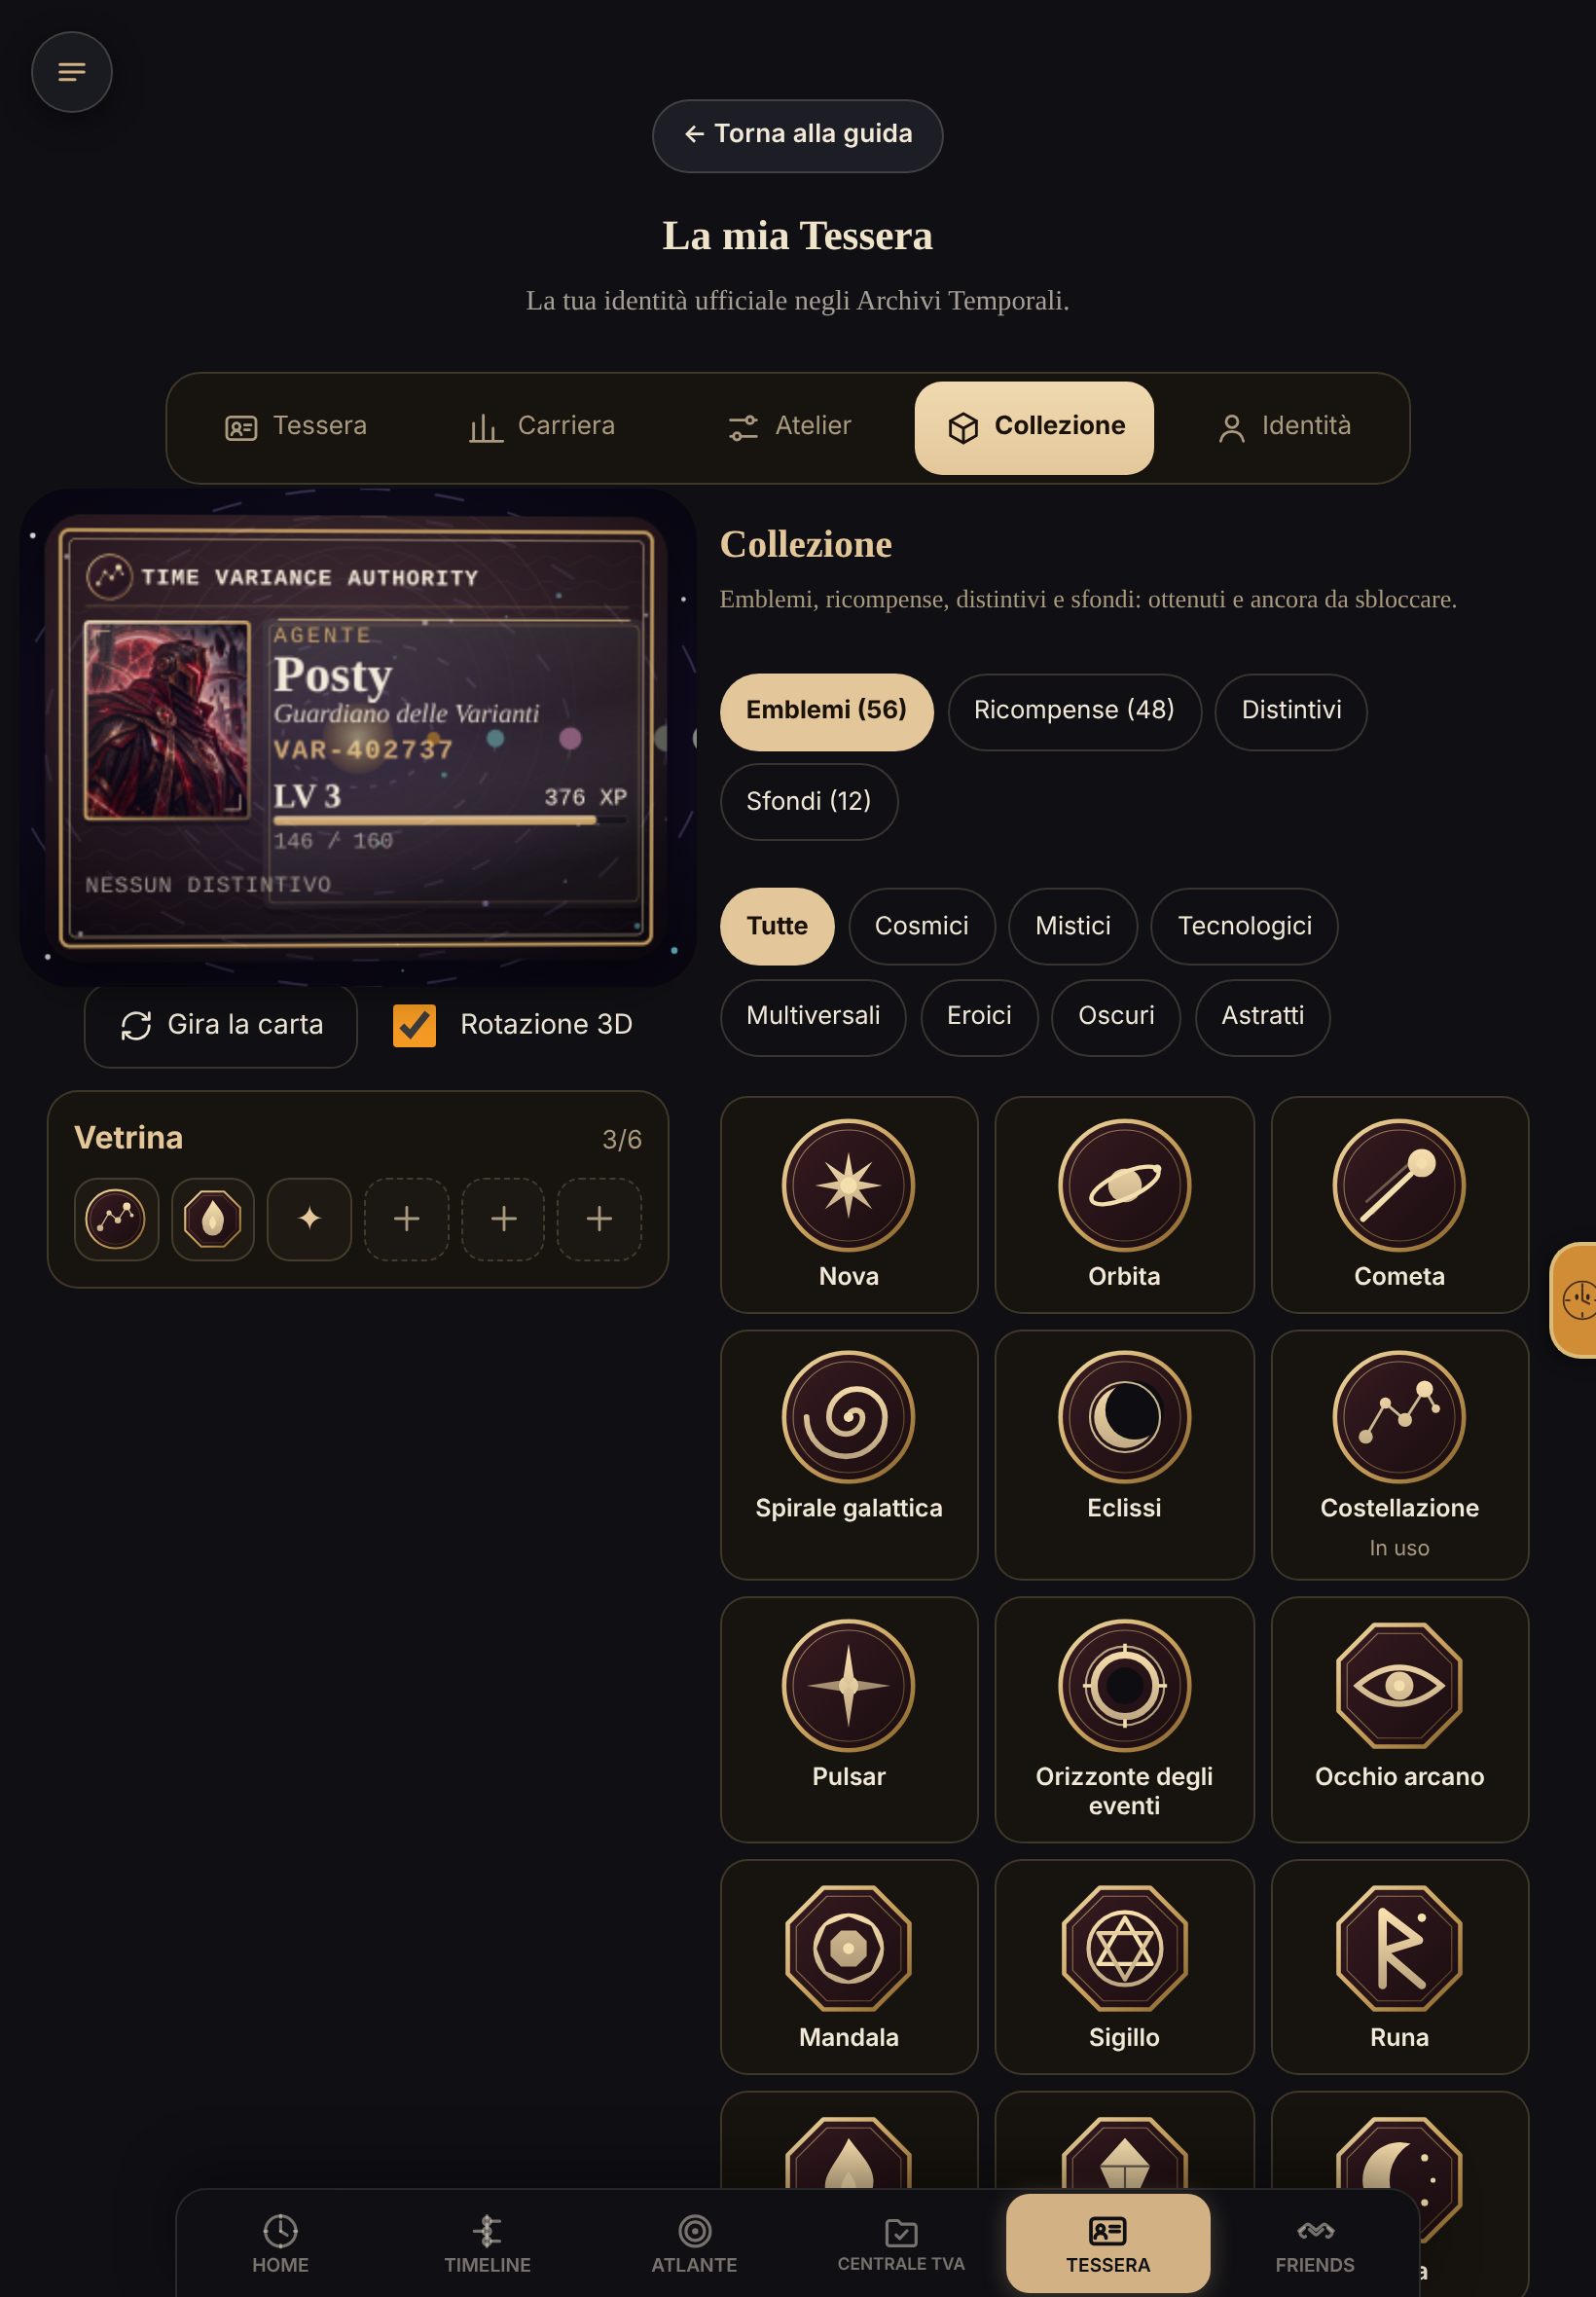 ← Torna alla guida
La mia Tessera
La tua identità ufficiale negli Archivi Temporali.
Tessera
Carriera
Atelier
Collezione
Identità
TIME VARIANCE AUTHORITY
AGENTE
Posty
Guardiano delle Varianti
VAR-402737
LV 3
376 XP
146 / 160
NESSUN DISTINTIVO
Gira la carta
Rotazione 3D
Vetrina
3/6
Collezione
Emblemi, ricompense, distintivi e sfondi: ottenuti e ancora da sbloccare.
Emblemi (56)
Ricompense (48)
Distintivi
Sfondi (12)
Tutte
Cosmici
Mistici
Tecnologici
Multiversali
Eroici
Oscuri
Astratti
Nova
Orbita
Cometa
Spirale galattica
Eclissi
Costellazione
In uso
Pulsar
Orizzonte degli
eventi
Occhio arcano
Mandala
Sigillo
Runa
HOME
TIMELINE
ATLANTE
CENTRALE TVA
TESSERA
FRIENDS